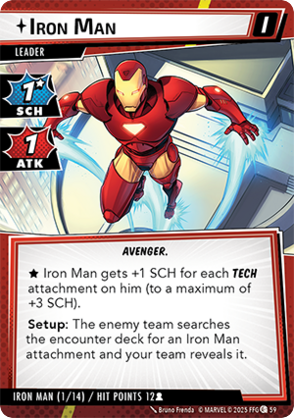 IRON MAN
I
LEADER
1★
SCH
1
ATK
AVENGER.
★ Iron Man gets +1 SCH for each TECH
attachment on him (to a maximum of
+3 SCH).
Setup: The enemy team searches
the encounter deck for an Iron Man
attachment and your team reveals it.
IRON MAN (1/14) / HIT POINTS 12
Bruno Frenda © MARVEL © 2025 FFG 59